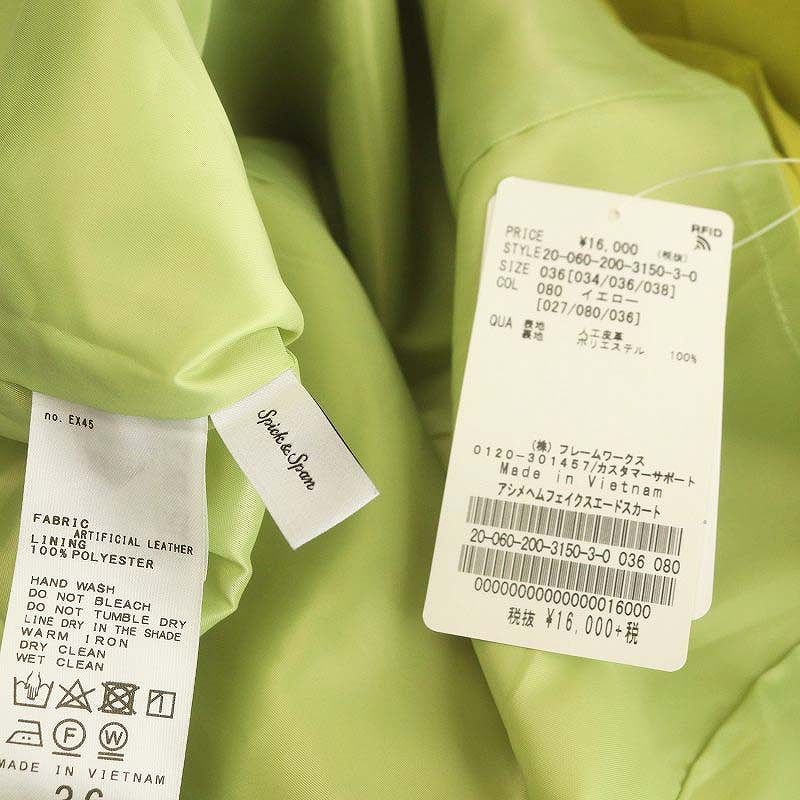 no. EX45
FABRIC
ARTIFICIAL LEATHER
LINING
100% POLYESTER
HAND WASH
DO NOT BLEACH
DO NOT TUMBLE DRY
LINE DRY IN THE SHADE
WARM IRON
DRY CLEAN
WET CLEAN
F
W
MADE IN VIETNAM
36
Spick&Span
RFID
PRICE ¥16,000 (税抜)
STYLE 20-060-200-3150-3-0
SIZE 036[034/036/038]
COL 080 イエロー
[027/080/036]
QUA 表地 人工皮革
裏地 ポリエステル 100%
(株) フレームワークス
0120-301457/カスタマーサポート
Made in Vietnam
アシメヘムフェイクスエードスカート
20-060-200-3150-3-0 036 080
0000000000000016000
税抜 ¥16,000+税